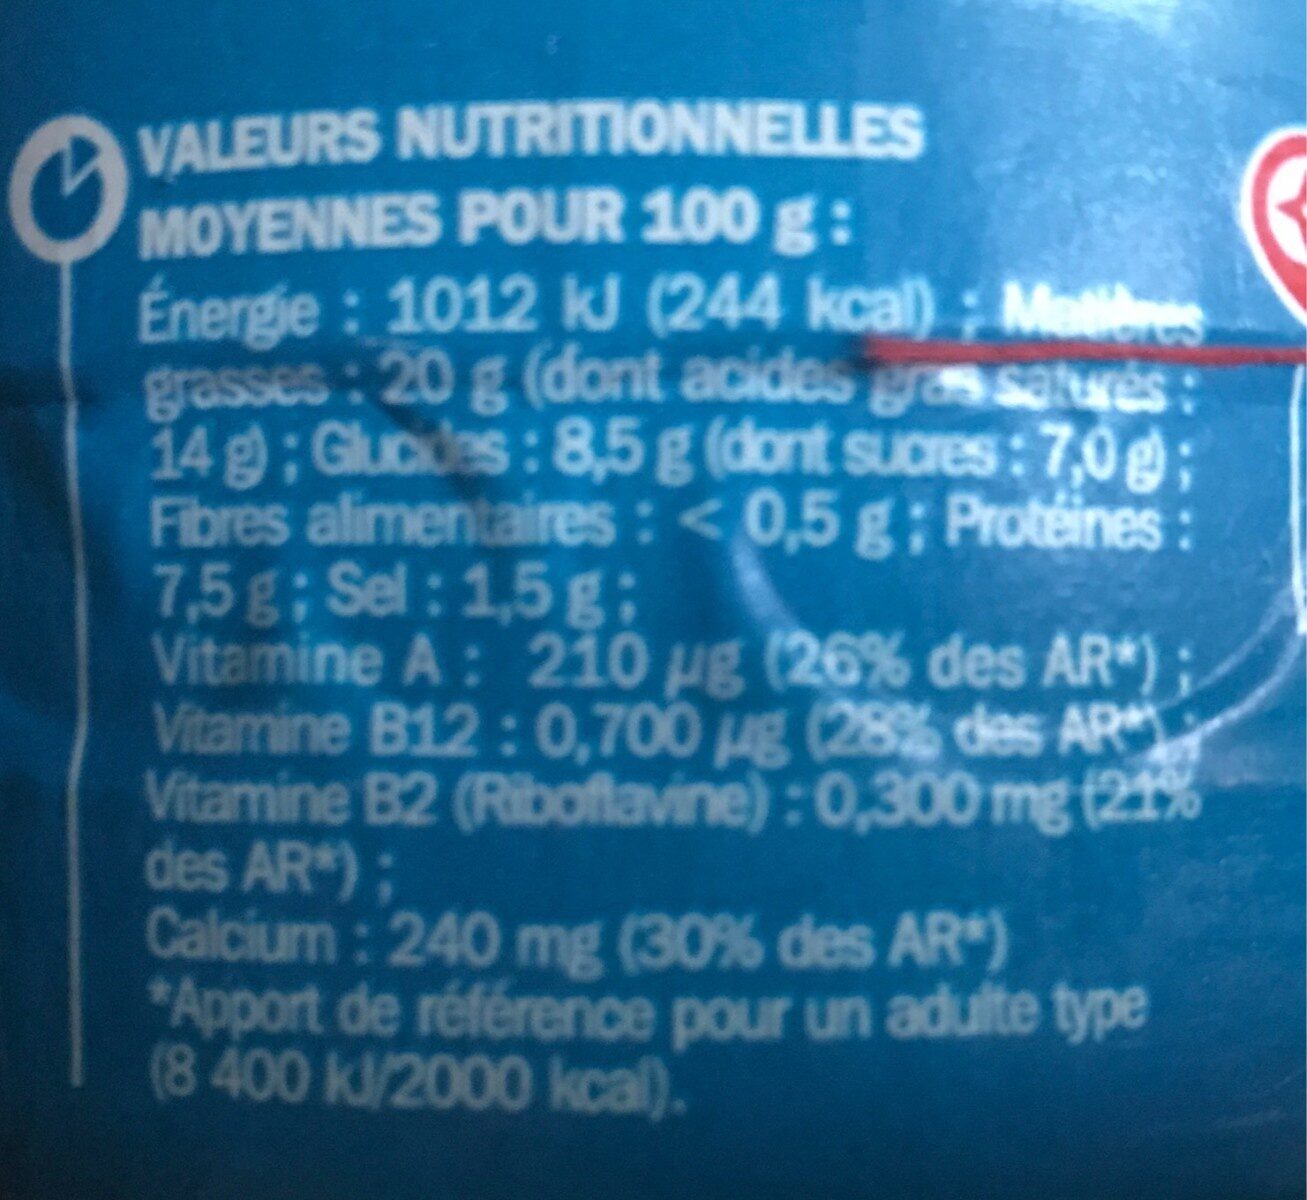 VALEURS NUTRITIONNELLES
MOYENNES POUR 100 g :
Énergie : 1012 kJ (244 kcal) ; Matières
grasses : 20 g (dont acides gras saturés :
14 g) ; Glucides : 8,5 g (dont sucres : 7,0 g) ;
Fibres alimentaires : < 0,5 g ; Protéines :
7,5 g ; Sel : 1,5 g ;
Vitamine A : 210 µg (26% des AR*) ;
Vitamine B12 : 0,700 µg (28% des AR*) ;
Vitamine B2 (Riboflavine) : 0,300 mg (21%
des AR*) ;
Calcium : 240 mg (30% des AR*)
*Apport de référence pour un adulte type
(8 400 kJ/2000 kcal).